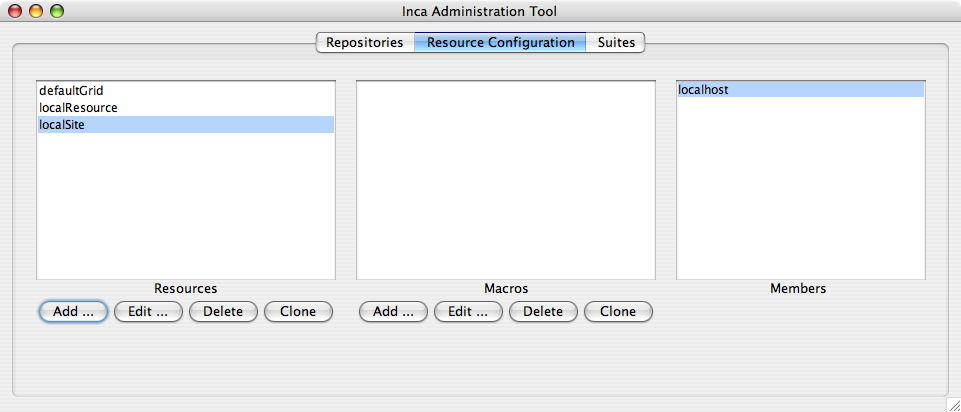 Inca Administration Tool
Repositories Resource Configuration Suites
defaultGrid
localResource
localSite
localhost
Resources Macros Members
Add ... Edit ... Delete Clone Add ... Edit ... Delete Clone